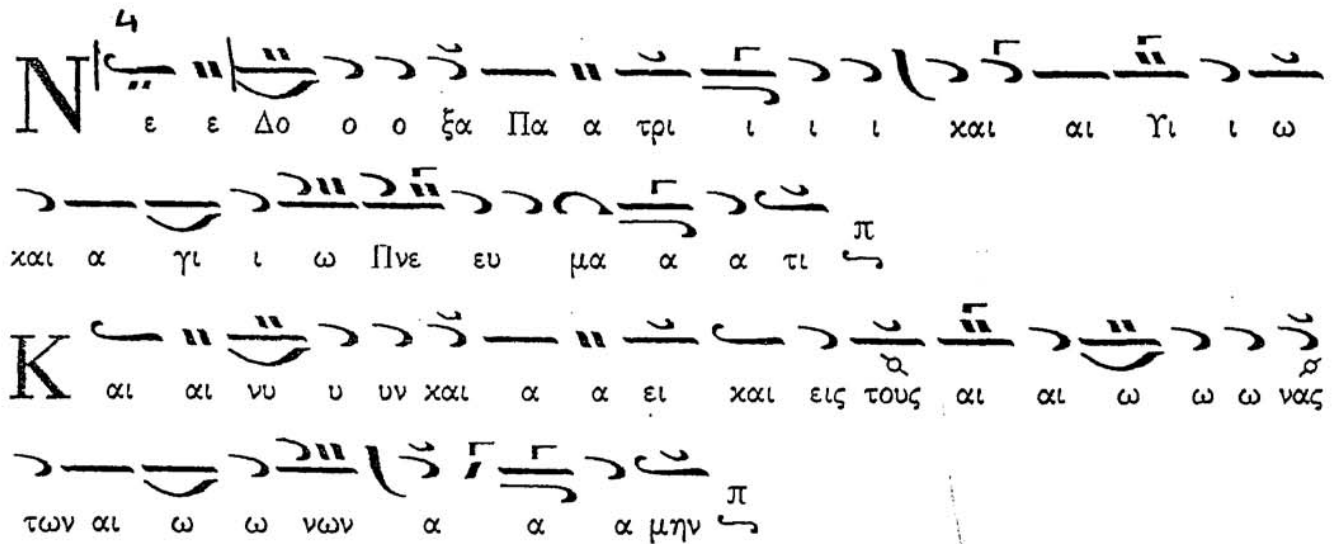 4
Ν ε ε Δο ο ο ξα Πα α τρι ι ι ι και αι Υι ι ω
και α γι ι ω Πνε ευ μα α α τι π
Κ αι αι νυ υ υν και α α ει και εις τους αι αι ω ω ω νας
των αι ω ω νων α α α μην π